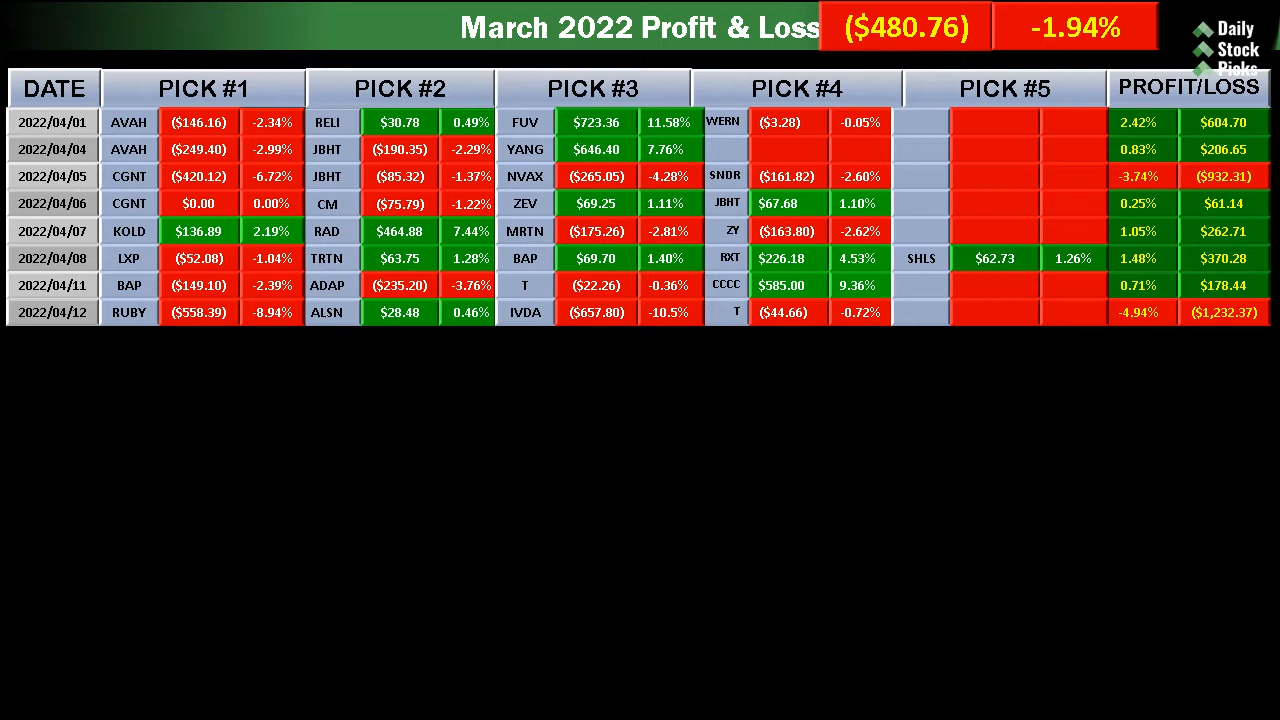 March 2022 Profit & Loss ($480.76) -1.94%
Daily
Stock
Picks
DATE PICK #1 PICK #2 PICK #3 PICK #4 PICK #5 PROFIT/LOSS
2022/04/01 AVAH ($146.16) -2.34% RELI $30.78 0.49% FUV $723.36 11.58% WERN ($3.28) -0.05% 2.42% $604.70
2022/04/04 AVAH ($249.40) -2.99% JBHT ($190.35) -2.29% YANG $646.40 7.76% 0.83% $206.65
2022/04/05 CGNT ($420.12) -6.72% JBHT ($85.32) -1.37% NVAX ($265.05) -4.28% SNDR ($161.82) -2.60% -3.74% ($932.31)
2022/04/06 CGNT $0.00 0.00% CM ($75.79) -1.22% ZEV $69.25 1.11% JBHT $67.68 1.10% 0.25% $61.14
2022/04/07 KOLD $136.89 2.19% RAD $464.88 7.44% MRTN ($175.26) -2.81% ZY ($163.80) -2.62% 1.05% $262.71
2022/04/08 LXP ($52.08) -1.04% TRTN $63.75 1.28% BAP $69.70 1.40% RXT $226.18 4.53% SHLS $62.73 1.26% 1.48% $370.28
2022/04/11 BAP ($149.10) -2.39% ADAP ($235.20) -3.76% T ($22.26) -0.36% CCCC $585.00 9.36% 0.71% $178.44
2022/04/12 RUBY ($558.39) -8.94% ALSN $28.48 0.46% IVDA ($657.80) -10.5% T ($44.66) -0.72% -4.94% ($1,232.37)